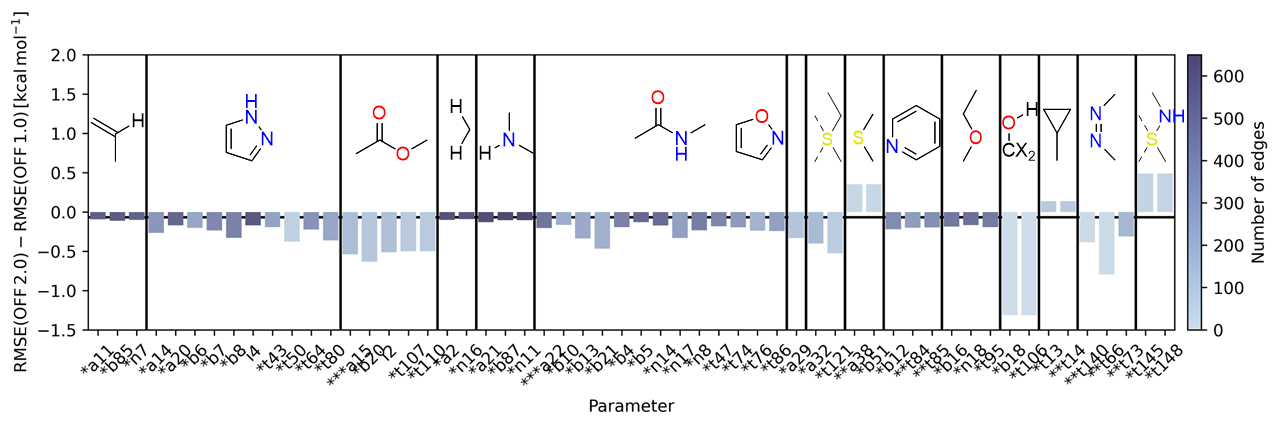 RMSE(OFF 2.0) − RMSE(OFF 1.0) [kcal mol⁻¹]
2.0
1.5
1.0
0.5
0.0
−0.5
−1.0
−1.5
H
H
N
N
O
O
H
H
H
N
O
N
H
O
N
S
S
N
O
O
H
CX₂
N
N
NH
S
*a11
*b85
*n7
*a14
*a20
*b6
*b7
*b8
i4
*t43
*t50
*t64
*t80
***a15
*b20
i2
*t107
*t110
*a2
*n16
*a21
*b87
*n11
***a22
*b10
*b13
*b21
*b4
*b5
*n14
*n17
*n8
*t47
*t74
*t76
*t86
*a29
*a32
*t121
**a38
*b51
*b12
**t84
**t85
*b16
*n18
*t95
*b18
*t13
**t14
**t140
**t66
*t73
*t145
*t148
Parameter
600
500
400
300
200
100
0
Number of edges